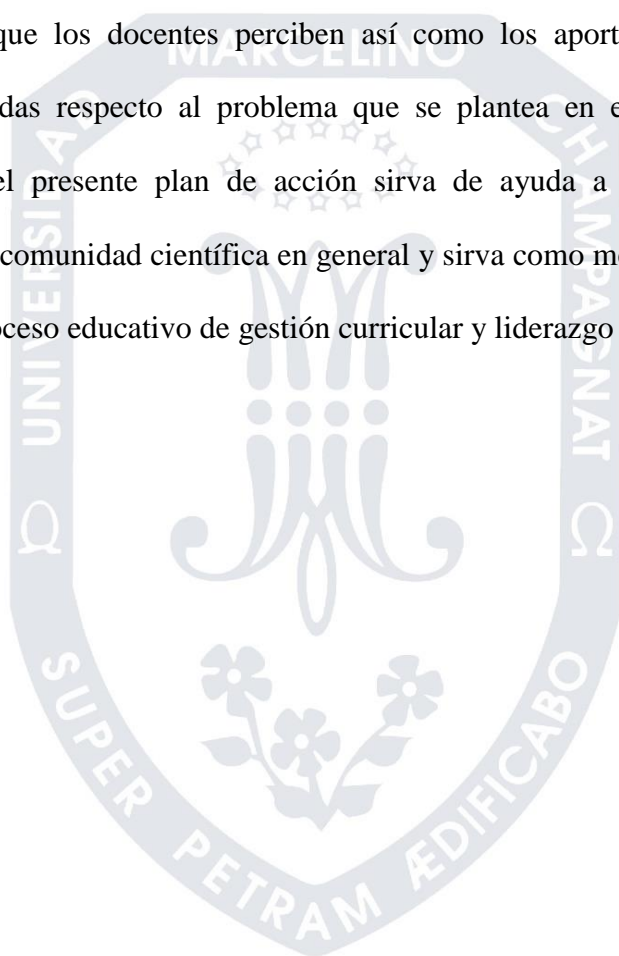 que los docentes perciben así como los aport
das respecto al problema que se plantea en e
el presente plan de acción sirva de ayuda a
comunidad científica en general y sirva como m
oceso educativo de gestión curricular y liderazgo
UNIVERSIDAD
MARCELINO
CHAMPAGNAT
Ω
Ω
SUPER PETRAM ÆDIFICABO